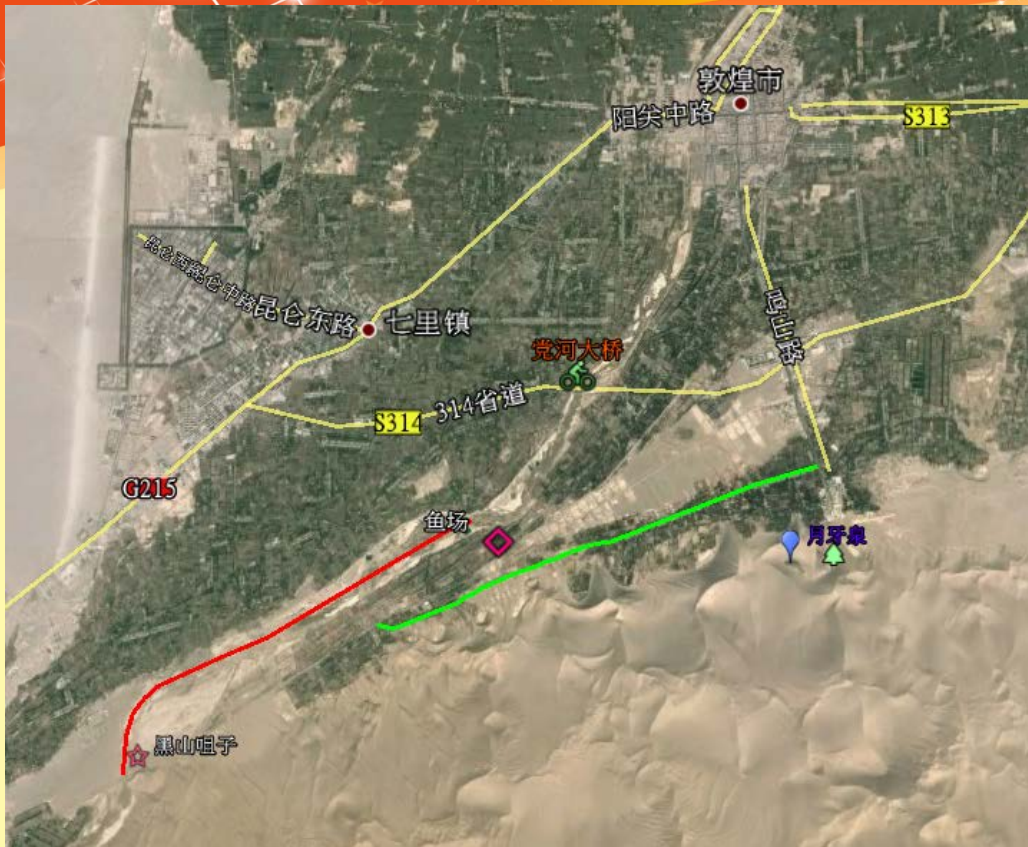 敦煌市
阳关中路
S313
昆仑西路
昆仑中路
昆仑东路
七里镇
鸣山路
党河大桥
314省道
S314
G215
鱼场
月牙泉
黑山咀子